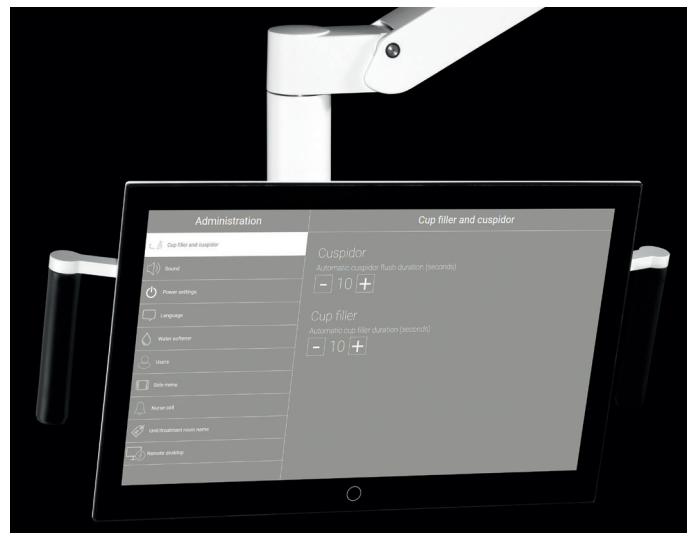 Administration
Cup filler and cuspidor
Sound
Power settings
Language
Water softener
Users
Side menu
Nurse call
Unit/treatment room name
Remote desktop
Cup filler and cuspidor
Cuspidor
Automatic cuspidor flush duration (seconds)
- 10 +
Cup filler
Automatic cup filler duration (seconds)
- 10 +